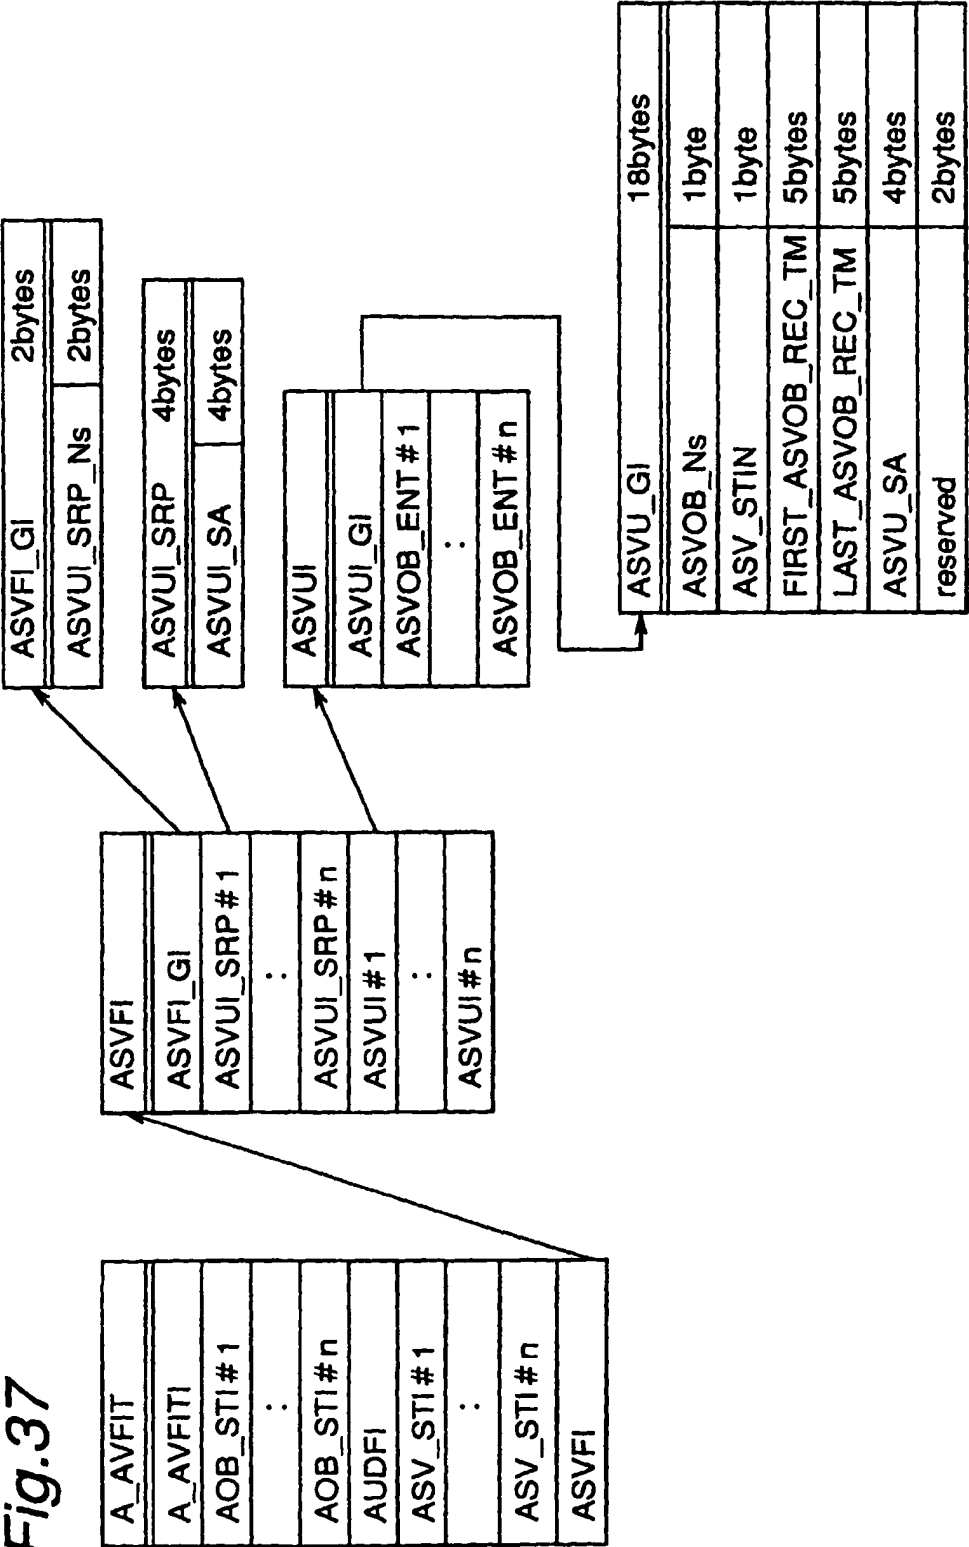 Fig.37
A_AVFIT
A_AVFITI
AOB_STI#1
:
AOB_STI#n
AUDFI
ASV_STI#1
:
ASV_STI#n
ASVFI
ASVFI
ASVFI_GI
ASVUI_SRP#1
:
ASVUI_SRP#n
ASVUI#1
:
ASVUI#n
ASVFI_GI 2bytes
ASVUI_SRP_Ns 2bytes
ASVUI_SRP 4bytes
ASVUI_SA 4bytes
ASVUI
ASVUI_GI
ASVOB_ENT#1
:
ASVOB_ENT#n
ASVU_GI 18bytes
ASVOB_Ns 1byte
ASV_STIN 1byte
FIRST_ASVOB_REC_TM 5bytes
LAST_ASVOB_REC_TM 5bytes
ASVU_SA 4bytes
reserved 2bytes